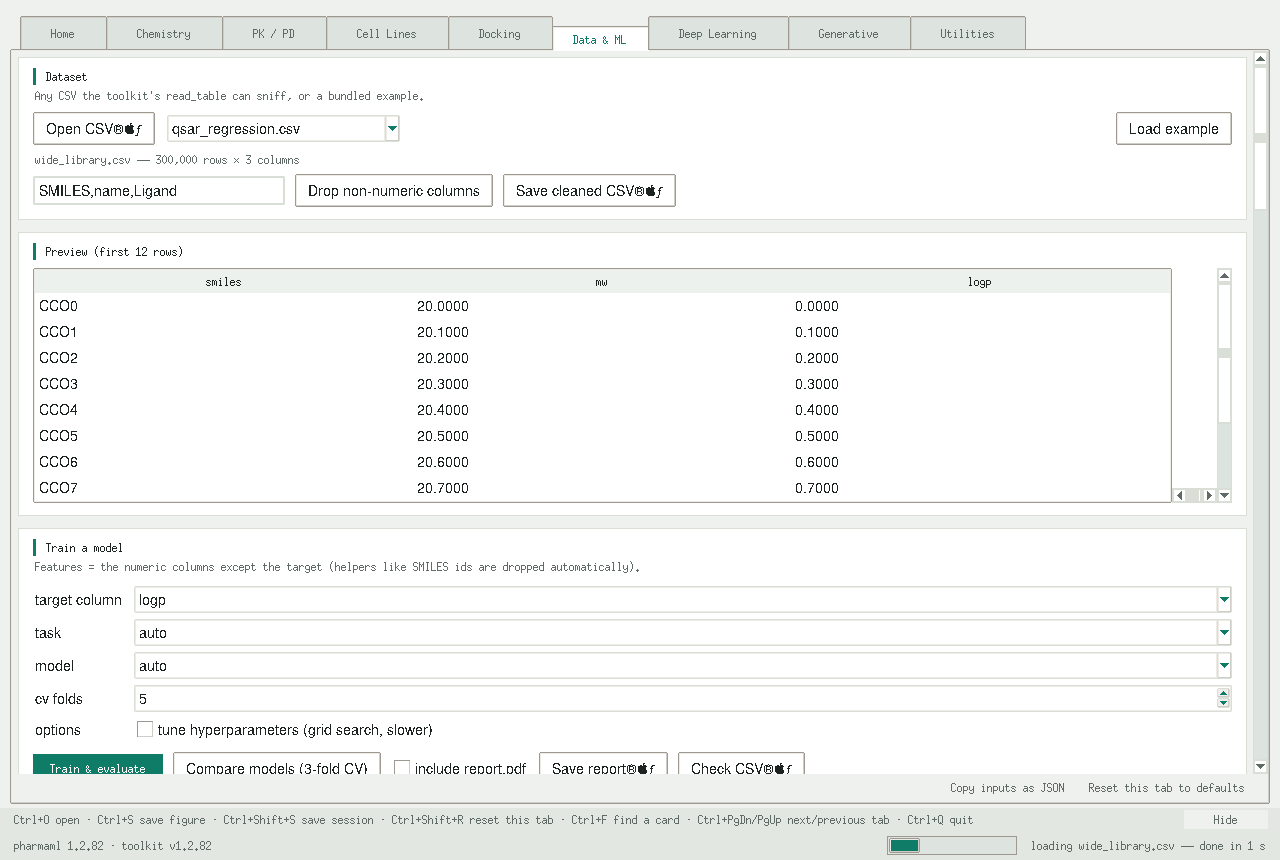 Home Chemistry PK / PD Cell Lines Docking Data & ML Deep Learning Generative Utilities
Dataset
Any CSV the toolkit's read_table can sniff, or a bundled example.
Open CSV®ƒ qsar_regression.csv Load example
wide_library.csv — 300,000 rows × 3 columns
SMILES,name,Ligand Drop non-numeric columns Save cleaned CSV®ƒ
Preview (first 12 rows)
smiles mw logp
CCO0 20.0000 0.0000
CCO1 20.1000 0.1000
CCO2 20.2000 0.2000
CCO3 20.3000 0.3000
CCO4 20.4000 0.4000
CCO5 20.5000 0.5000
CCO6 20.6000 0.6000
CCO7 20.7000 0.7000
Train a model
Features = the numeric columns except the target (helpers like SMILES ids are dropped automatically).
target column logp
task auto
model auto
cv folds 5
options tune hyperparameters (grid search, slower)
Train & evaluate Compare models (3-fold CV) include report.pdf Save report®ƒ Check CSV®ƒ
Copy inputs as JSON Reset this tab to defaults
Ctrl+O open · Ctrl+S save figure · Ctrl+Shift+S save session · Ctrl+Shift+R reset this tab · Ctrl+F find a card · Ctrl+PgDn/PgUp next/previous tab · Ctrl+Q quit Hide
pharmaml 1.2.82 · toolkit v1.2.82 loading wide_library.csv — done in 1 s